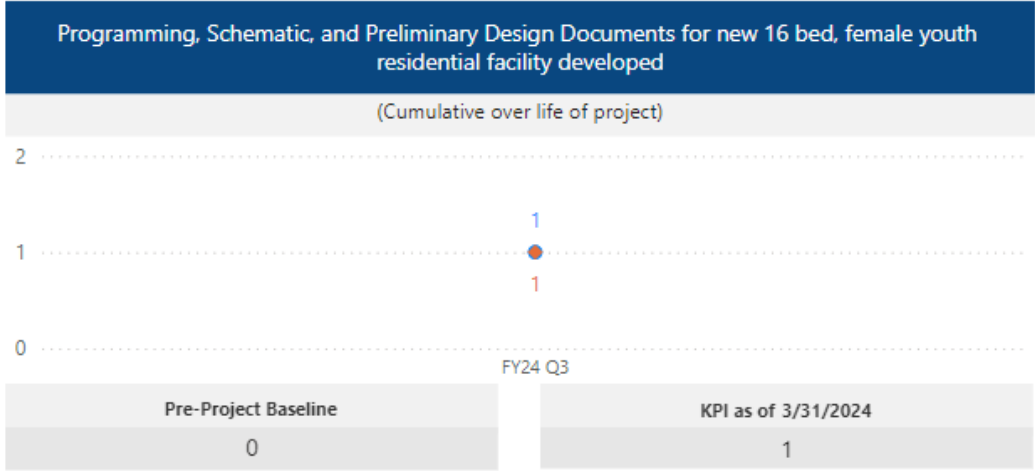 Programming, Schematic, and Preliminary Design Documents for new 16 bed, female youth
residential facility developed
(Cumulative over life of project)
2
1
1
1
0
FY24 Q3
Pre-Project Baseline
KPI as of 3/31/2024
0
1